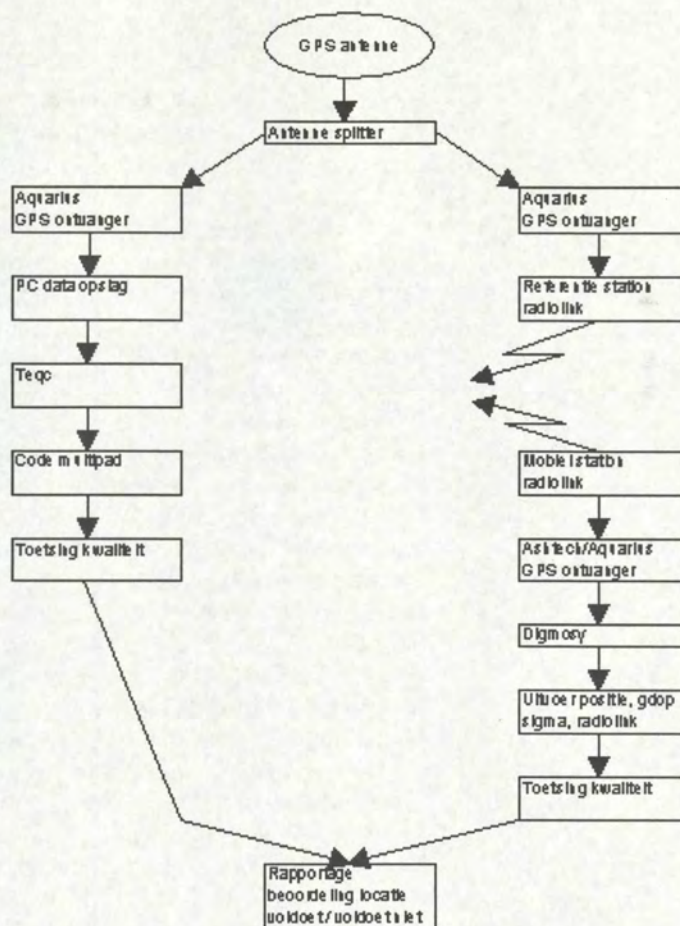 GPS antenne
Antenne splitter
Aquarius
GPS ontvanger
PC data opslag
Teqc
Code multipad
Toetsing kwaliteit
Aquarius
GPS ontvanger
Referentie station
radiolink
Mobiel station
radiolink
Ashtech/Aquarius
GPS ontvanger
Digmosy
Uitvoer positie, gdop
sigma, radiolink
Toetsing kwaliteit
Rapportage
beoordeling locatie
voldoet/voldoet niet